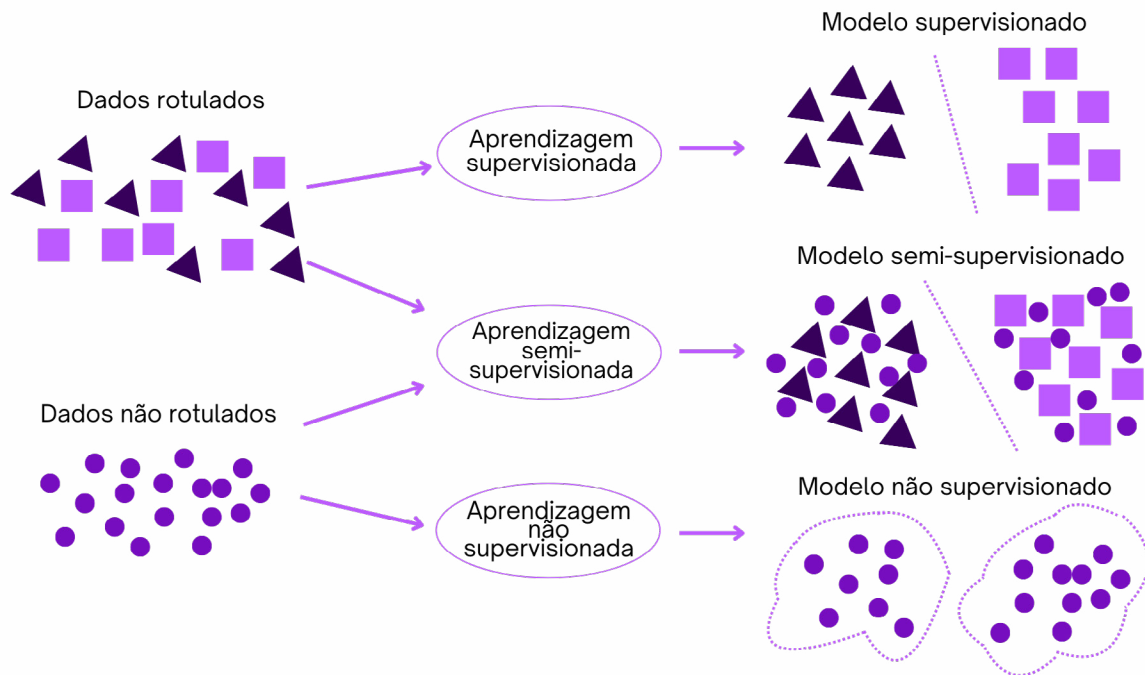 Modelo supervisionado
Dados rotulados
Aprendizagem
supervisionada
Modelo semi-supervisionado
Aprendizagem
semi-
supervisionada
Dados não rotulados
Modelo não supervisionado
Aprendizagem
não
supervisionada